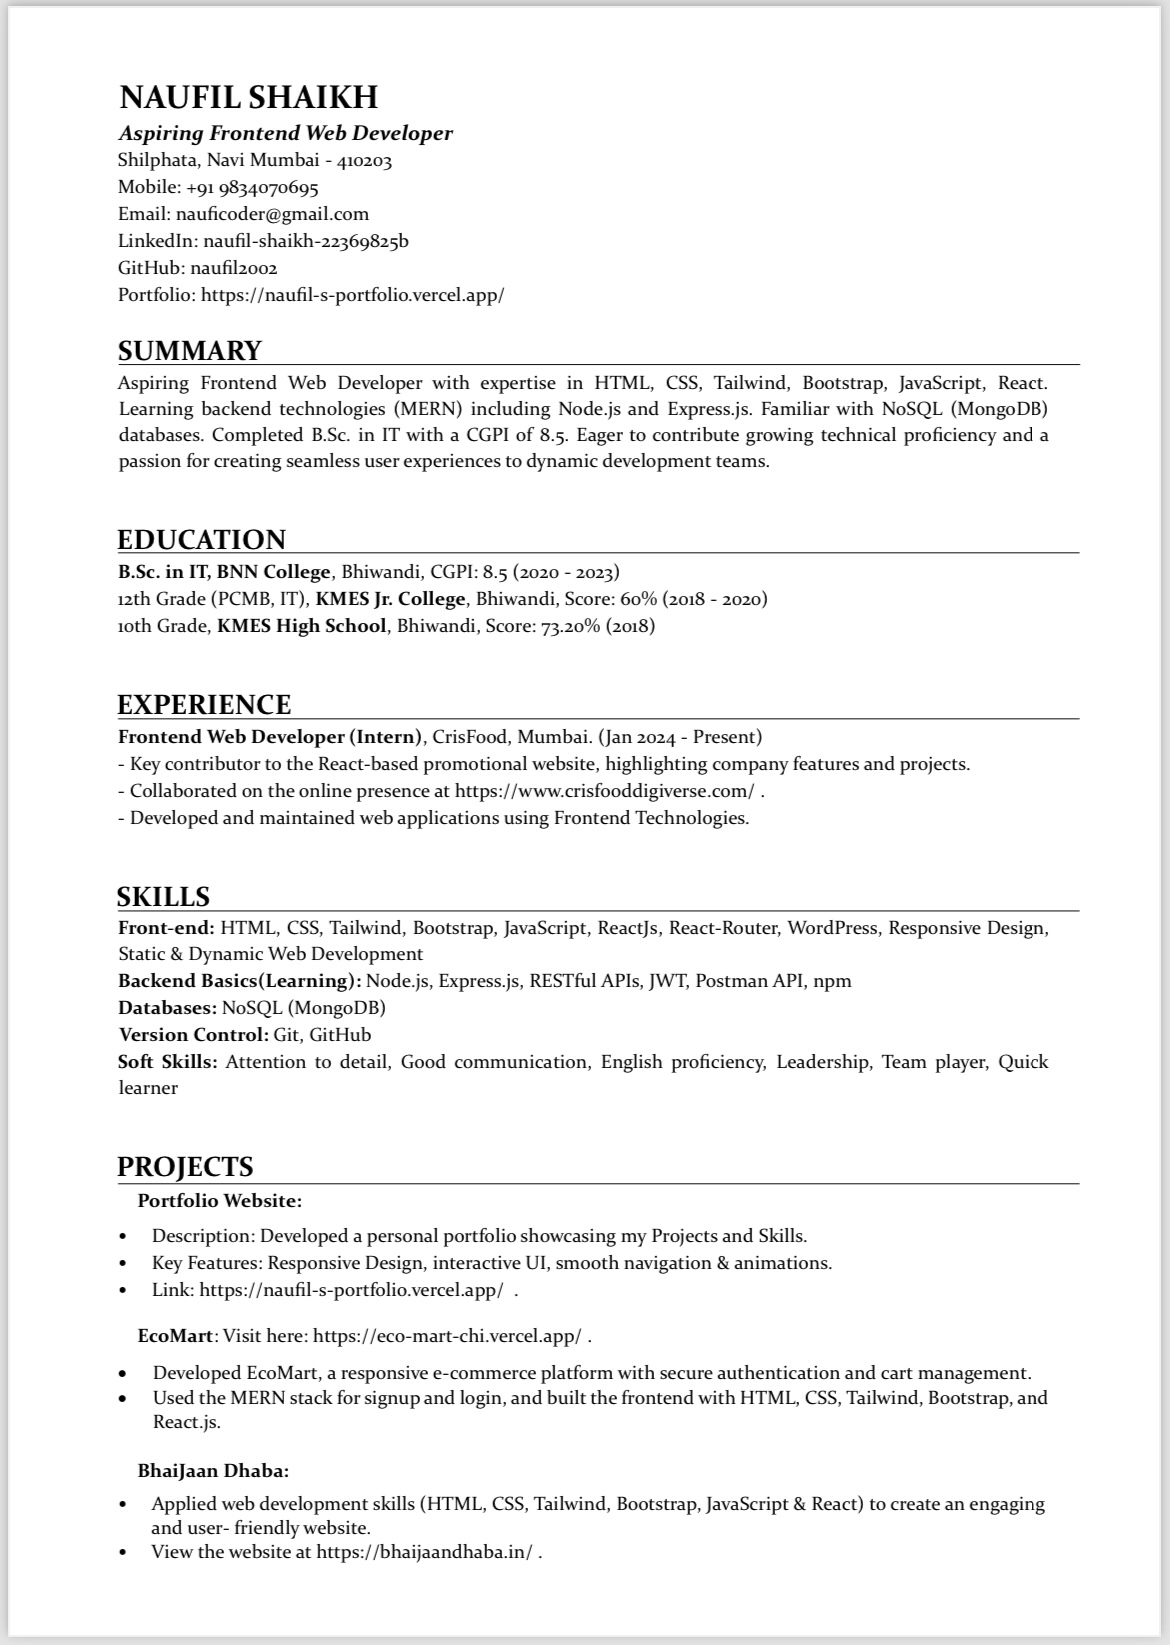 NAUFIL SHAIKH
Aspiring Frontend Web Developer
Shilphata, Navi Mumbai - 410203
Mobile: +91 9834070695
Email: nauficoder@gmail.com
LinkedIn: naufil-shaikh-22369825b
GitHub: naufil2002
Portfolio: https://naufil-s-portfolio.vercel.app/
SUMMARY
Aspiring Frontend Web Developer with expertise in HTML, CSS, Tailwind, Bootstrap, JavaScript, React.
Learning backend technologies (MERN) including Node.js and Express.js. Familiar with NoSQL (MongoDB)
databases. Completed B.Sc. in IT with a CGPI of 8.5. Eager to contribute growing technical proficiency and a
passion for creating seamless user experiences to dynamic development teams.
EDUCATION
B.Sc. in IT, BNN College, Bhiwandi, CGPI: 8.5 (2020 - 2023)
12th Grade (PCMB, IT), KMES Jr. College, Bhiwandi, Score: 60% (2018 - 2020)
10th Grade, KMES High School, Bhiwandi, Score: 73.20% (2018)
EXPERIENCE
Frontend Web Developer (Intern), CrisFood, Mumbai. (Jan 2024 - Present)
- Key contributor to the React-based promotional website, highlighting company features and projects.
- Collaborated on the online presence at https://www.crisfooddigiverse.com/ .
- Developed and maintained web applications using Frontend Technologies.
SKILLS
Front-end: HTML, CSS, Tailwind, Bootstrap, JavaScript, ReactJs, React-Router, WordPress, Responsive Design,
Static & Dynamic Web Development
Backend Basics(Learning): Node.js, Express.js, RESTful APIs, JWT, Postman API, npm
Databases: NoSQL (MongoDB)
Version Control: Git, GitHub
Soft Skills: Attention to detail, Good communication, English proficiency, Leadership, Team player, Quick
learner
PROJECTS
Portfolio Website:
• Description: Developed a personal portfolio showcasing my Projects and Skills.
• Key Features: Responsive Design, interactive UI, smooth navigation & animations.
• Link: https://naufil-s-portfolio.vercel.app/ .
EcoMart: Visit here: https://eco-mart-chi.vercel.app/ .
• Developed EcoMart, a responsive e-commerce platform with secure authentication and cart management.
• Used the MERN stack for signup and login, and built the frontend with HTML, CSS, Tailwind, Bootstrap, and
React.js.
BhaiJaan Dhaba:
• Applied web development skills (HTML, CSS, Tailwind, Bootstrap, JavaScript & React) to create an engaging
and user- friendly website.
• View the website at https://bhaijaandhaba.in/ .